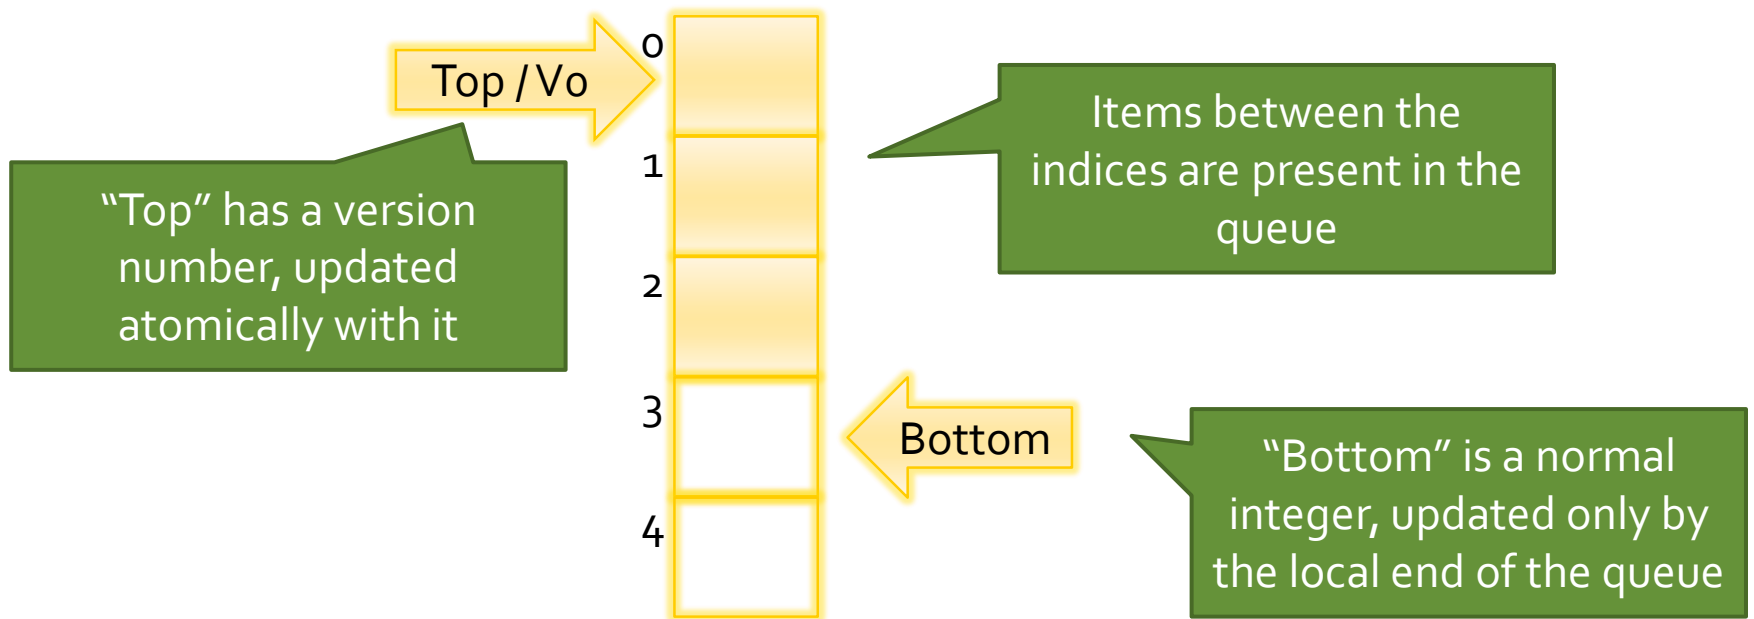 0
Top / V0
Items between the
indices are present in the
queue
1
“Top” has a version
number, updated
atomically with it
2
3
Bottom
“Bottom” is a normal
integer, updated only by
the local end of the queue
4